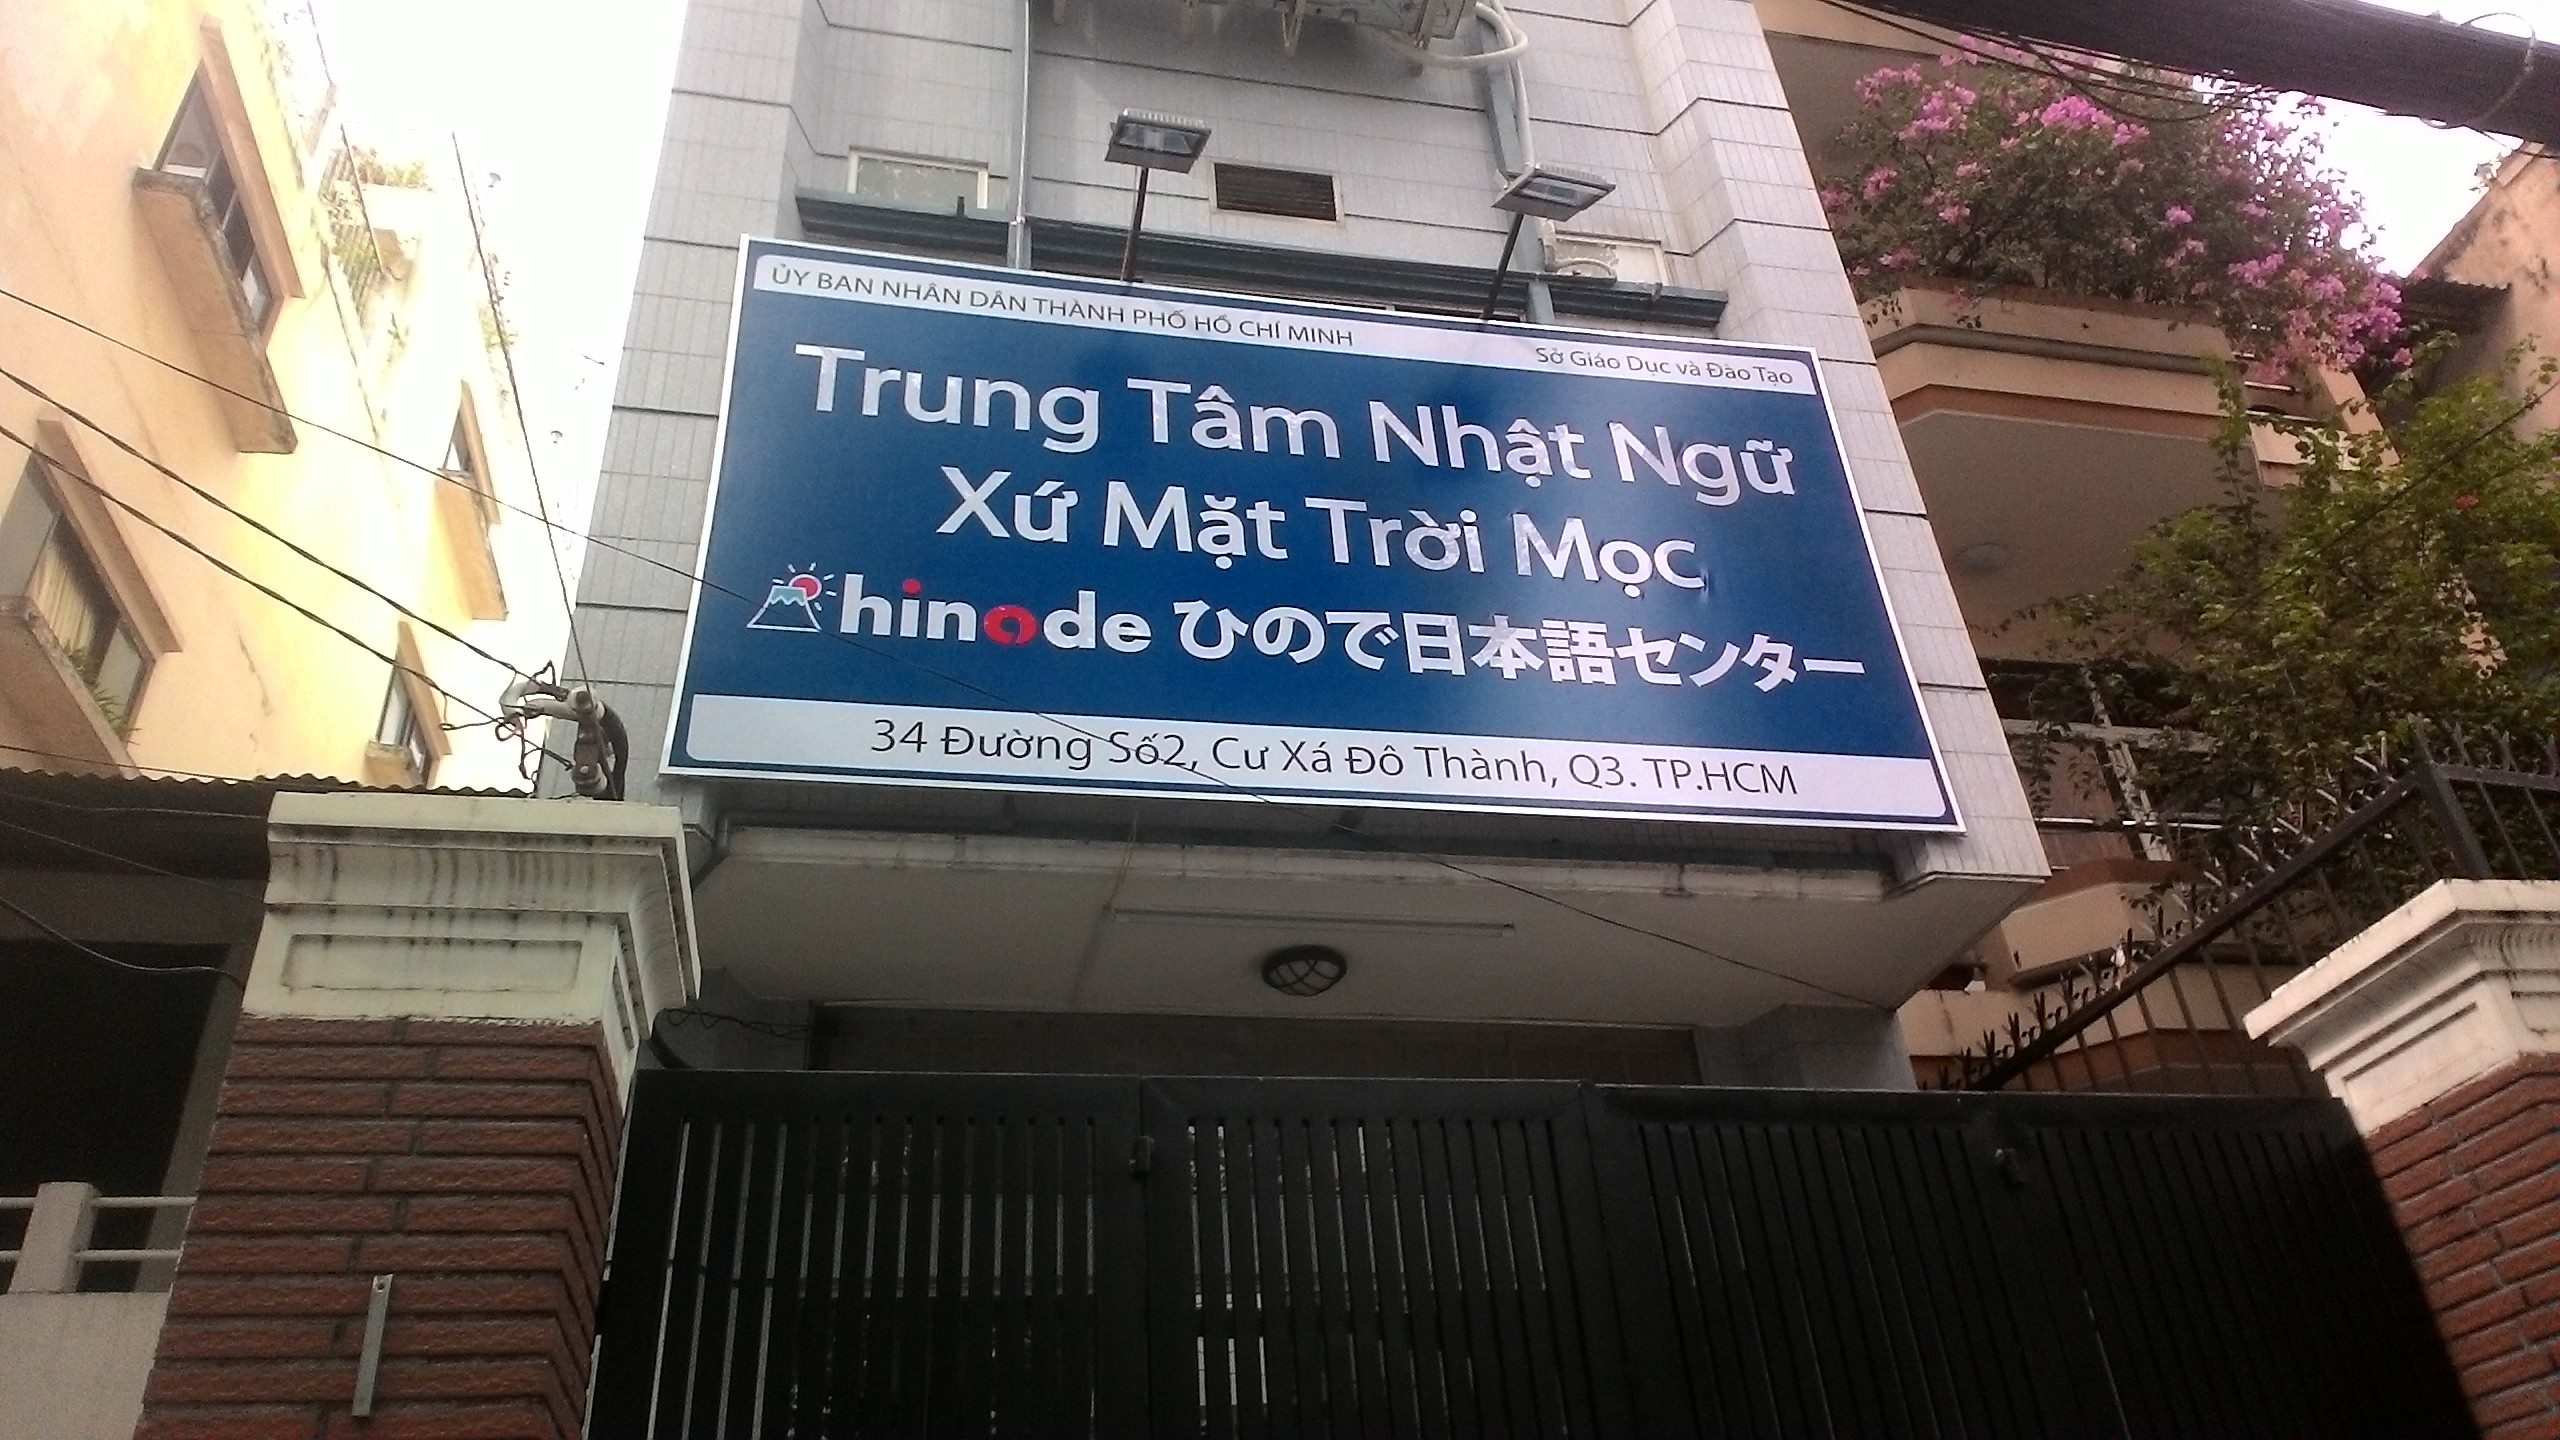 ỦY BAN NHÂN DÂN THÀNH PHỐ HỒ CHÍ MINH
Sở Giáo Dục và Đào Tạo
Trung Tâm Nhật Ngữ
Xứ Mặt Trời Mọc
hinode ひので日本語センター
34 Đường Số2, Cư Xá Đô Thành, Q3. TP.HCM